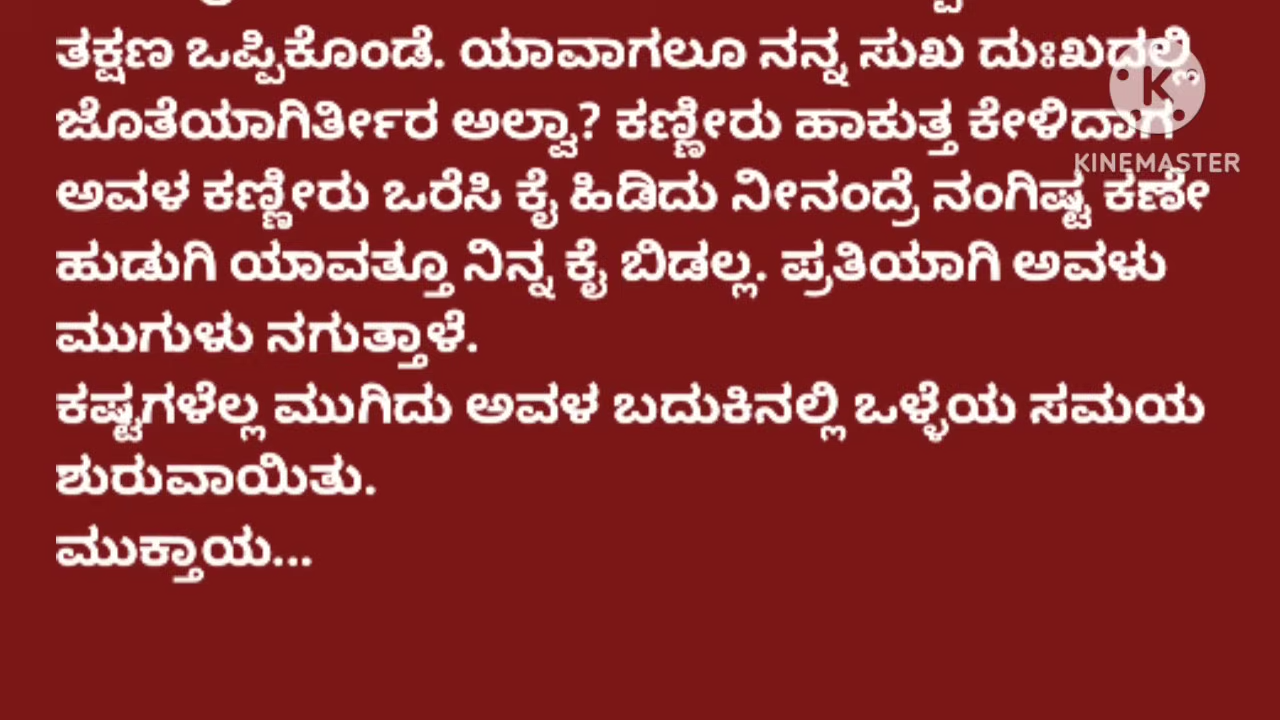 ತಕ್ಷಣ ಒಪ್ಪಿಕೊಂಡೆ. ಯಾವಾಗಲೂ ನನ್ನ ಸುಖ ದುಃಖದಲ್ಲಿ
ಜೊತೆಯಾಗಿರ್ತೀರ ಅಲ್ವಾ? ಕಣ್ಣೀರು ಹಾಕುತ್ತ ಕೇಳಿದಾಗ
KINEMASTER
ಅವಳ ಕಣ್ಣೀರು ಒರೆಸಿ ಕೈ ಹಿಡಿದು ನೀನಂದ್ರೆ ನಂಗಿಷ್ಟ ಕಣೇ
ಹುಡುಗಿ ಯಾವತ್ತೂ ನಿನ್ನ ಕೈ ಬಿಡಲ್ಲ. ಪ್ರತಿಯಾಗಿ ಅವಳು
ಮುಗುಳು ನಗುತ್ತಾಳೆ.
ಕಷ್ಟಗಳೆಲ್ಲ ಮುಗಿದು ಅವಳ ಬದುಕಿನಲ್ಲಿ ಒಳ್ಳೆಯ ಸಮಯ
ಶುರುವಾಯಿತು.
ಮುಕ್ತಾಯ...